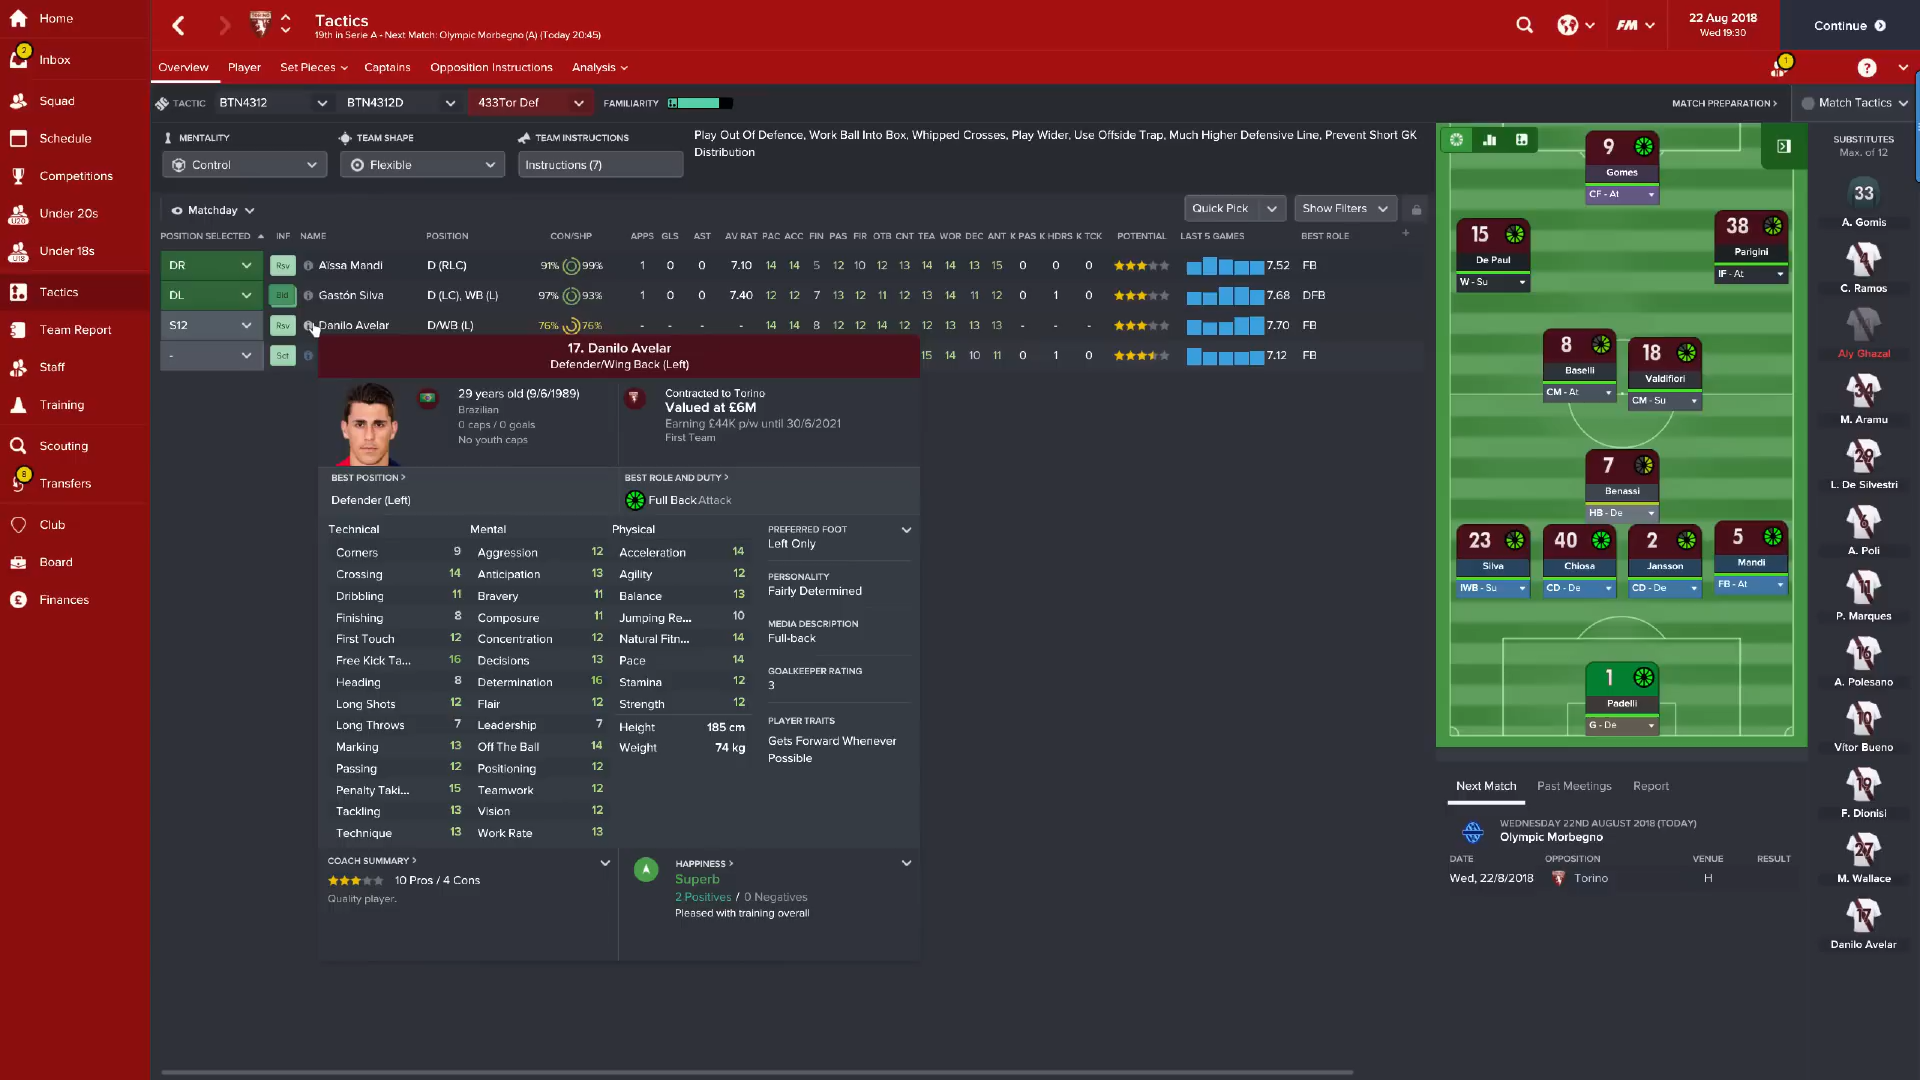 Home
2
Inbox
Squad
Schedule
Competitions
U20
Under 20s
U18
Under 18s
Tactics
Team Report
Staff
Training
Scouting
8
Transfers
Club
Board
Finances
Tactics
19th in Serie A - Next Match: Olympic Morbegno (A) (Today 20:45)
FM
22 Aug 2018
Wed 19:30
Continue
Overview
Player
Set Pieces
Captains
Opposition Instructions
Analysis
1
?
TACTIC
BTN4312
BTN4312D
433Tor Def
FAMILIARITY
MATCH PREPARATION >
Match Tactics
MENTALITY
Control
TEAM SHAPE
Flexible
TEAM INSTRUCTIONS
Instructions (7)
Play Out Of Defence, Work Ball Into Box, Whipped Crosses, Play Wider, Use Offside Trap, Much Higher Defensive Line, Prevent Short GK
Distribution
Matchday
Quick Pick
Show Filters
POSITION SELECTED INF NAME POSITION CON/SHP APPS GLS AST AV RAT PAC ACC FIN PAS FIR OTB CNT TEA WOR DEC ANT K PAS K HDRS K TCK POTENTIAL LAST 5 GAMES BEST ROLE +
DR Rsv Aïssa Mandi D (RLC) 91% 99% 1 0 0 7.10 14 14 5 12 10 12 13 14 14 13 15 0 0 0 7.52 FB
DL Bid Gastón Silva D (LC), WB (L) 97% 93% 1 0 0 7.40 12 12 7 13 12 11 12 13 14 11 12 0 1 0 7.68 DFB
S12 Rsv Danilo Avelar D/WB (L) 76% 76% - - - - 14 14 8 12 12 14 12 12 13 13 13 - - - 7.70 FB
- Sct 15 14 10 11 0 1 0 7.12 FB
17. Danilo Avelar
Defender/Wing Back (Left)
29 years old (9/6/1989)
Brazilian
0 caps / 0 goals
No youth caps
Contracted to Torino
Valued at £6M
Earning £44K p/w until 30/6/2021
First Team
BEST POSITION >
Defender (Left)
BEST ROLE AND DUTY >
Full Back Attack
Technical Mental Physical
Corners 9 Aggression 12 Acceleration 14
Crossing 14 Anticipation 13 Agility 12
Dribbling 11 Bravery 11 Balance 13
Finishing 8 Composure 11 Jumping Re... 10
First Touch 12 Concentration 12 Natural Fitn... 14
Free Kick Ta... 16 Decisions 13 Pace 14
Heading 8 Determination 16 Stamina 12
Long Shots 12 Flair 12 Strength 12
Long Throws 7 Leadership 7 Height 185 cm
Marking 13 Off The Ball 14 Weight 74 kg
Passing 12 Positioning 12
Penalty Taki... 15 Teamwork 12
Tackling 13 Vision 12
Technique 13 Work Rate 13
PREFERRED FOOT
Left Only
PERSONALITY
Fairly Determined
MEDIA DESCRIPTION
Full-back
GOALKEEPER RATING
3
PLAYER TRAITS
Gets Forward Whenever
Possible
COACH SUMMARY >
10 Pros / 4 Cons
Quality player.
HAPPINESS >
Superb
2 Positives / 0 Negatives
Pleased with training overall
9
Gomes
CF - At
15
De Paul
W - Su
38
Parigini
IF - At
8
Baselli
CM - At
18
Valdifiori
CM - Su
7
Benassi
HB - De
23
Silva
IWB - Su
40
Chiosa
CD - De
2
Jansson
CD - De
5
Mandi
FB - At
1
Padelli
G - De
Next Match
Past Meetings
Report
WEDNESDAY 22ND AUGUST 2018 (TODAY)
Olympic Morbegno
DATE OPPOSITION VENUE RESULT
Wed, 22/8/2018 Torino H
SUBSTITUTES
Max. of 12
33
A. Gomis
4
C. Ramos
Aly Ghazal
34
M. Aramu
29
L. De Silvestri
6
A. Poli
11
P. Marques
16
A. Polesano
10
Vítor Bueno
19
F. Dionisi
27
M. Wallace
17
Danilo Avelar